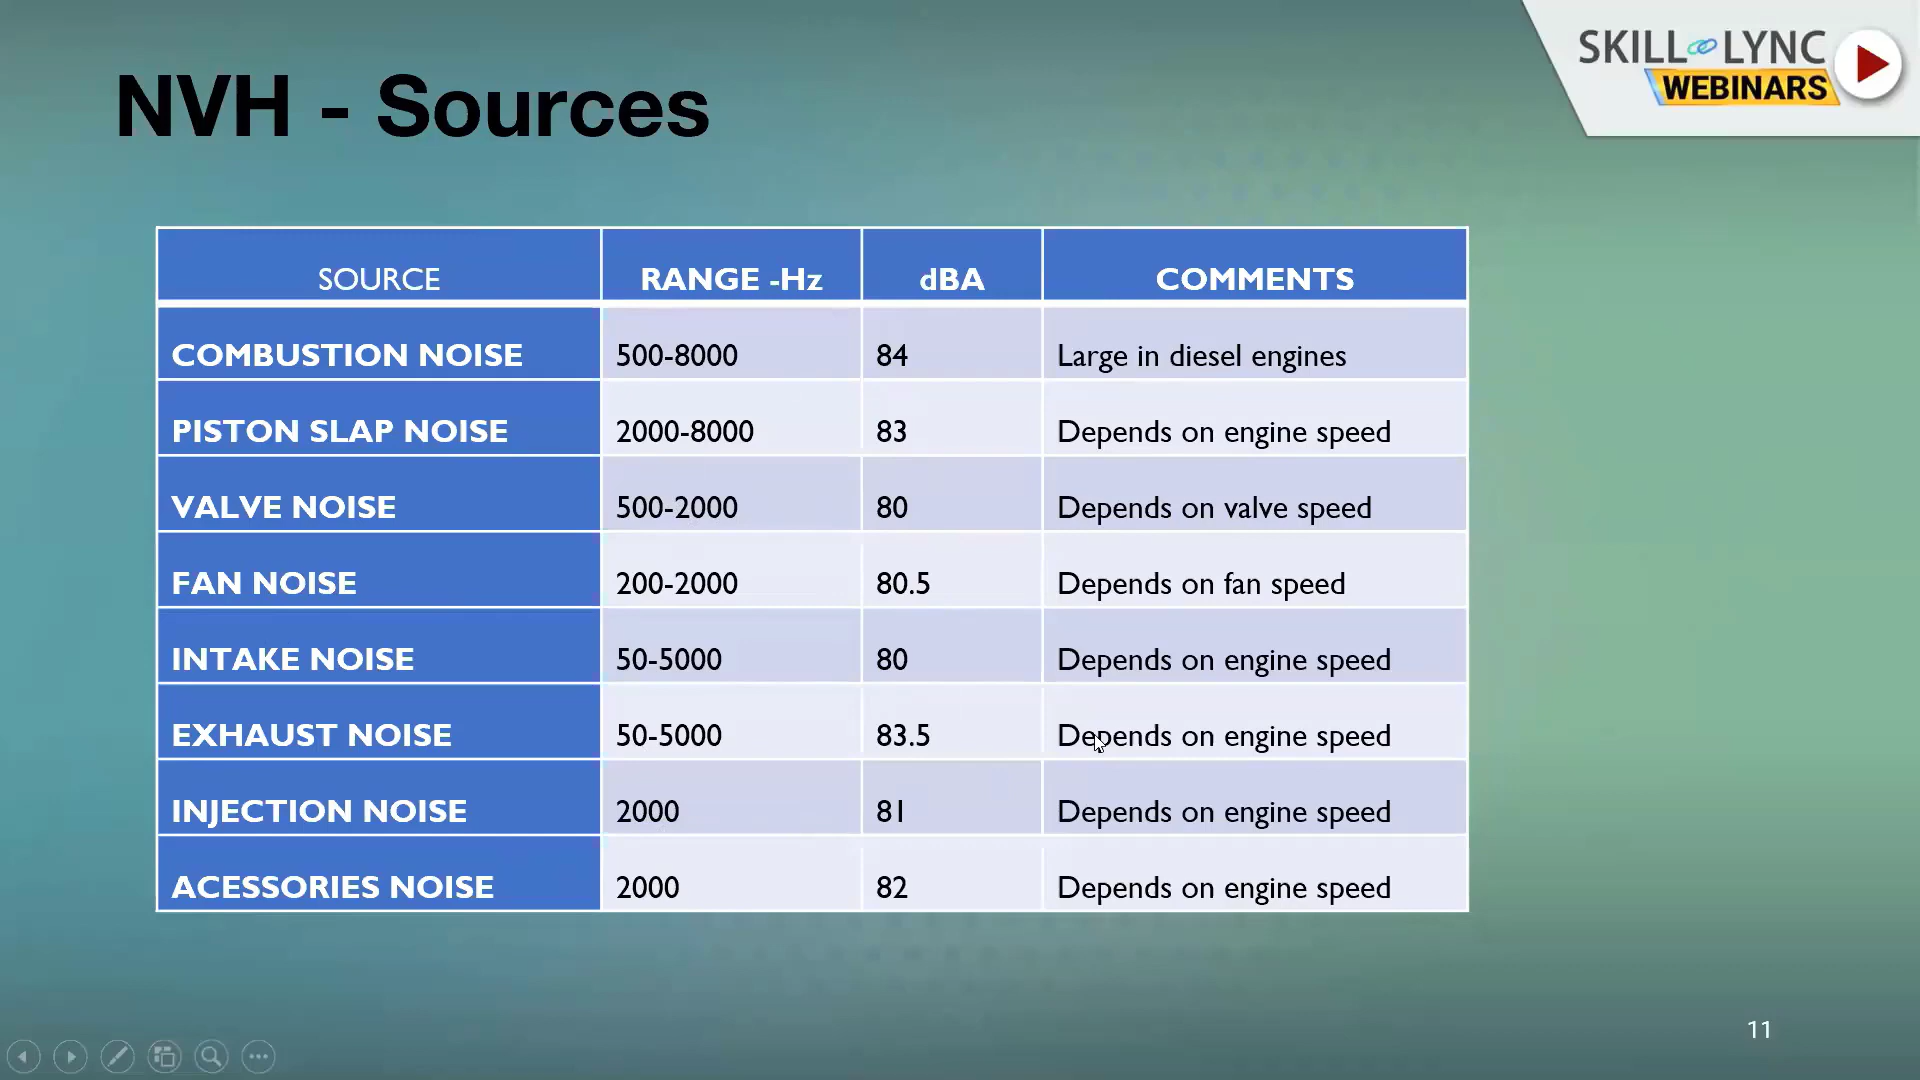 SKILL LYNC
WEBINARS
NVH - Sources
SOURCE RANGE -Hz dBA COMMENTS
COMBUSTION NOISE 500-8000 84 Large in diesel engines
PISTON SLAP NOISE 2000-8000 83 Depends on engine speed
VALVE NOISE 500-2000 80 Depends on valve speed
FAN NOISE 200-2000 80.5 Depends on fan speed
INTAKE NOISE 50-5000 80 Depends on engine speed
EXHAUST NOISE 50-5000 83.5 Depends on engine speed
INJECTION NOISE 2000 81 Depends on engine speed
ACESSORIES NOISE 2000 82 Depends on engine speed
11